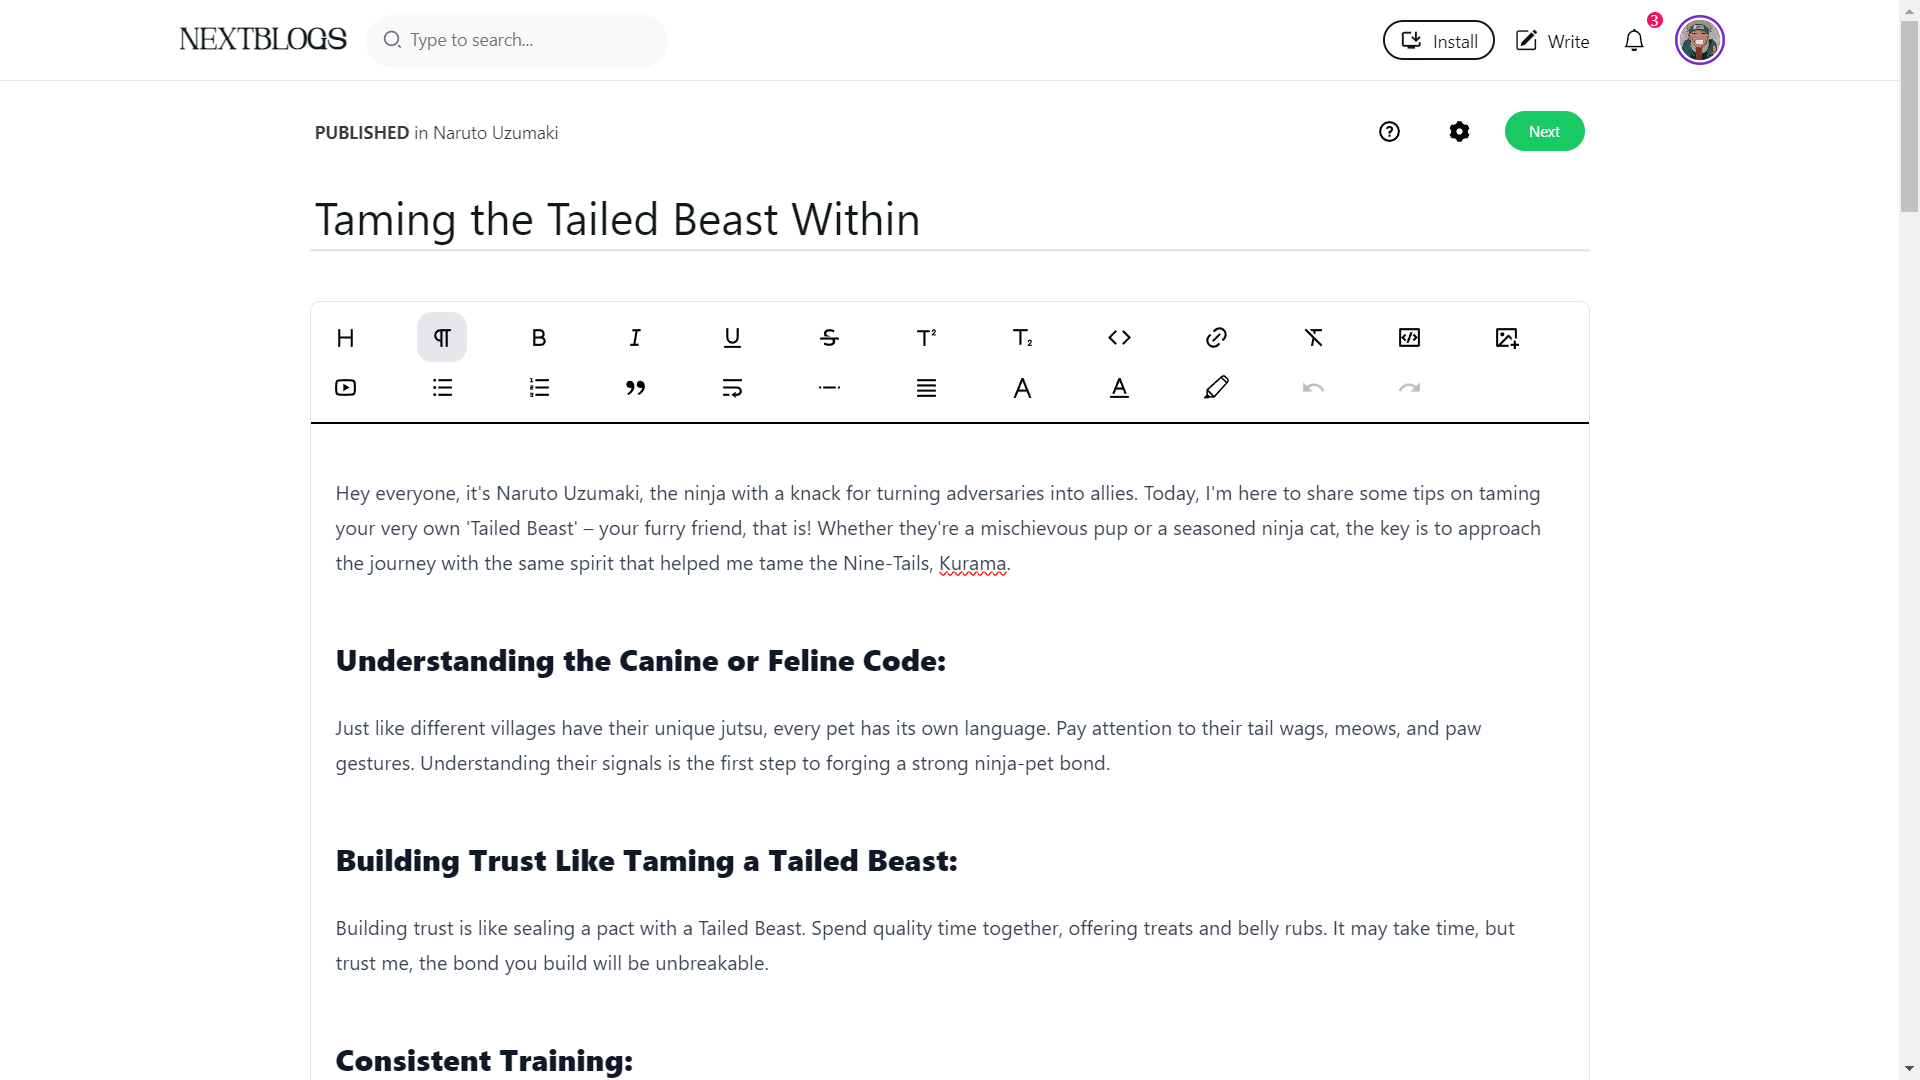 NEXTBLOGS
Type to search...
Install
Write
3
PUBLISHED in Naruto Uzumaki
Next
Taming the Tailed Beast Within
Hey everyone, it's Naruto Uzumaki, the ninja with a knack for turning adversaries into allies. Today, I'm here to share some tips on taming
your very own 'Tailed Beast' – your furry friend, that is! Whether they're a mischievous pup or a seasoned ninja cat, the key is to approach
the journey with the same spirit that helped me tame the Nine-Tails, Kurama.
Understanding the Canine or Feline Code:
Just like different villages have their unique jutsu, every pet has its own language. Pay attention to their tail wags, meows, and paw
gestures. Understanding their signals is the first step to forging a strong ninja-pet bond.
Building Trust Like Taming a Tailed Beast:
Building trust is like sealing a pact with a Tailed Beast. Spend quality time together, offering treats and belly rubs. It may take time, but
trust me, the bond you build will be unbreakable.
Consistent Training: